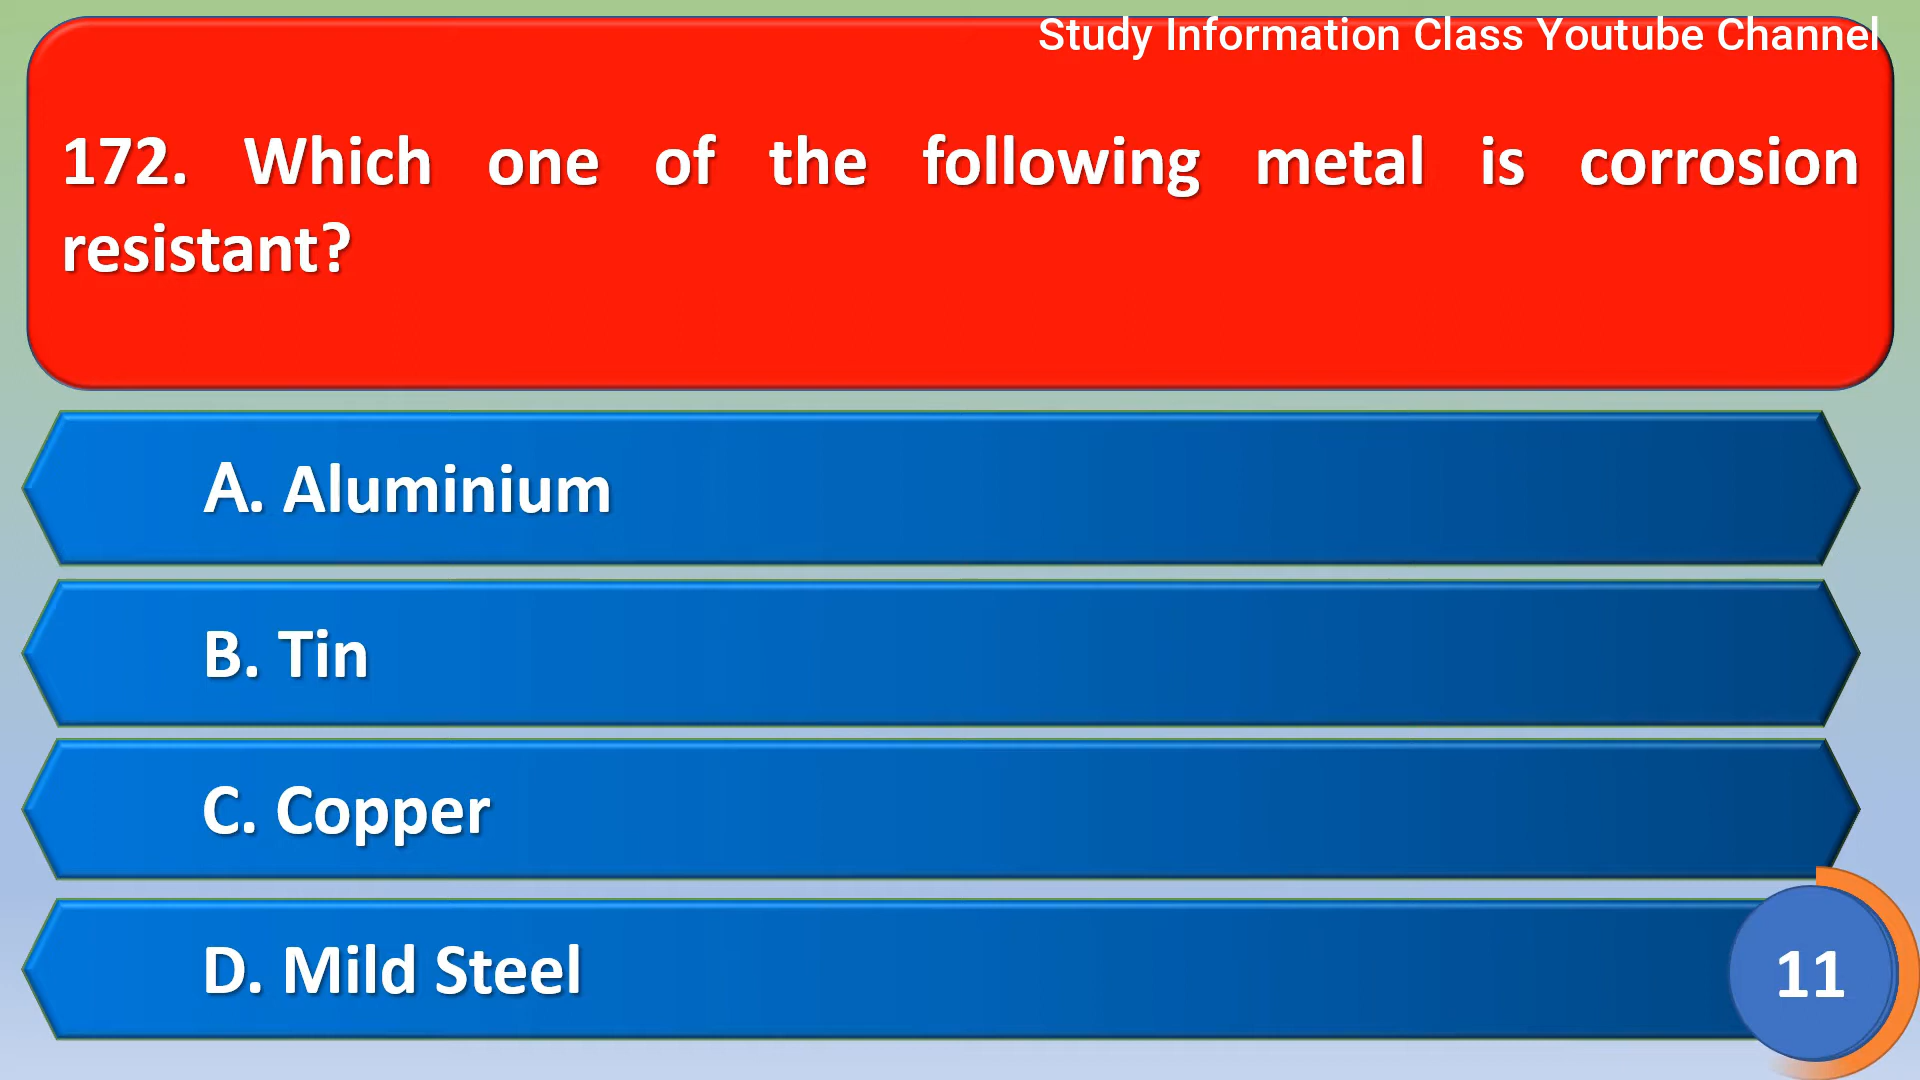 Study Information Class Youtube Channel
172. Which one of the following metal is corrosion
resistant?
A. Aluminium
B. Tin
C. Copper
D. Mild Steel
11